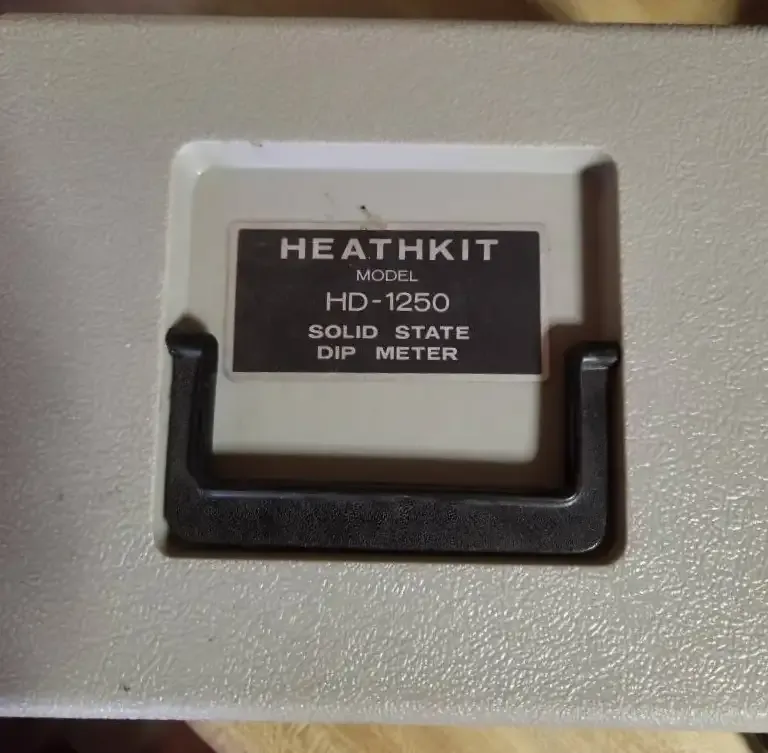 HEATHKIT
MODEL
HD-1250
SOLID STATE
DIP METER